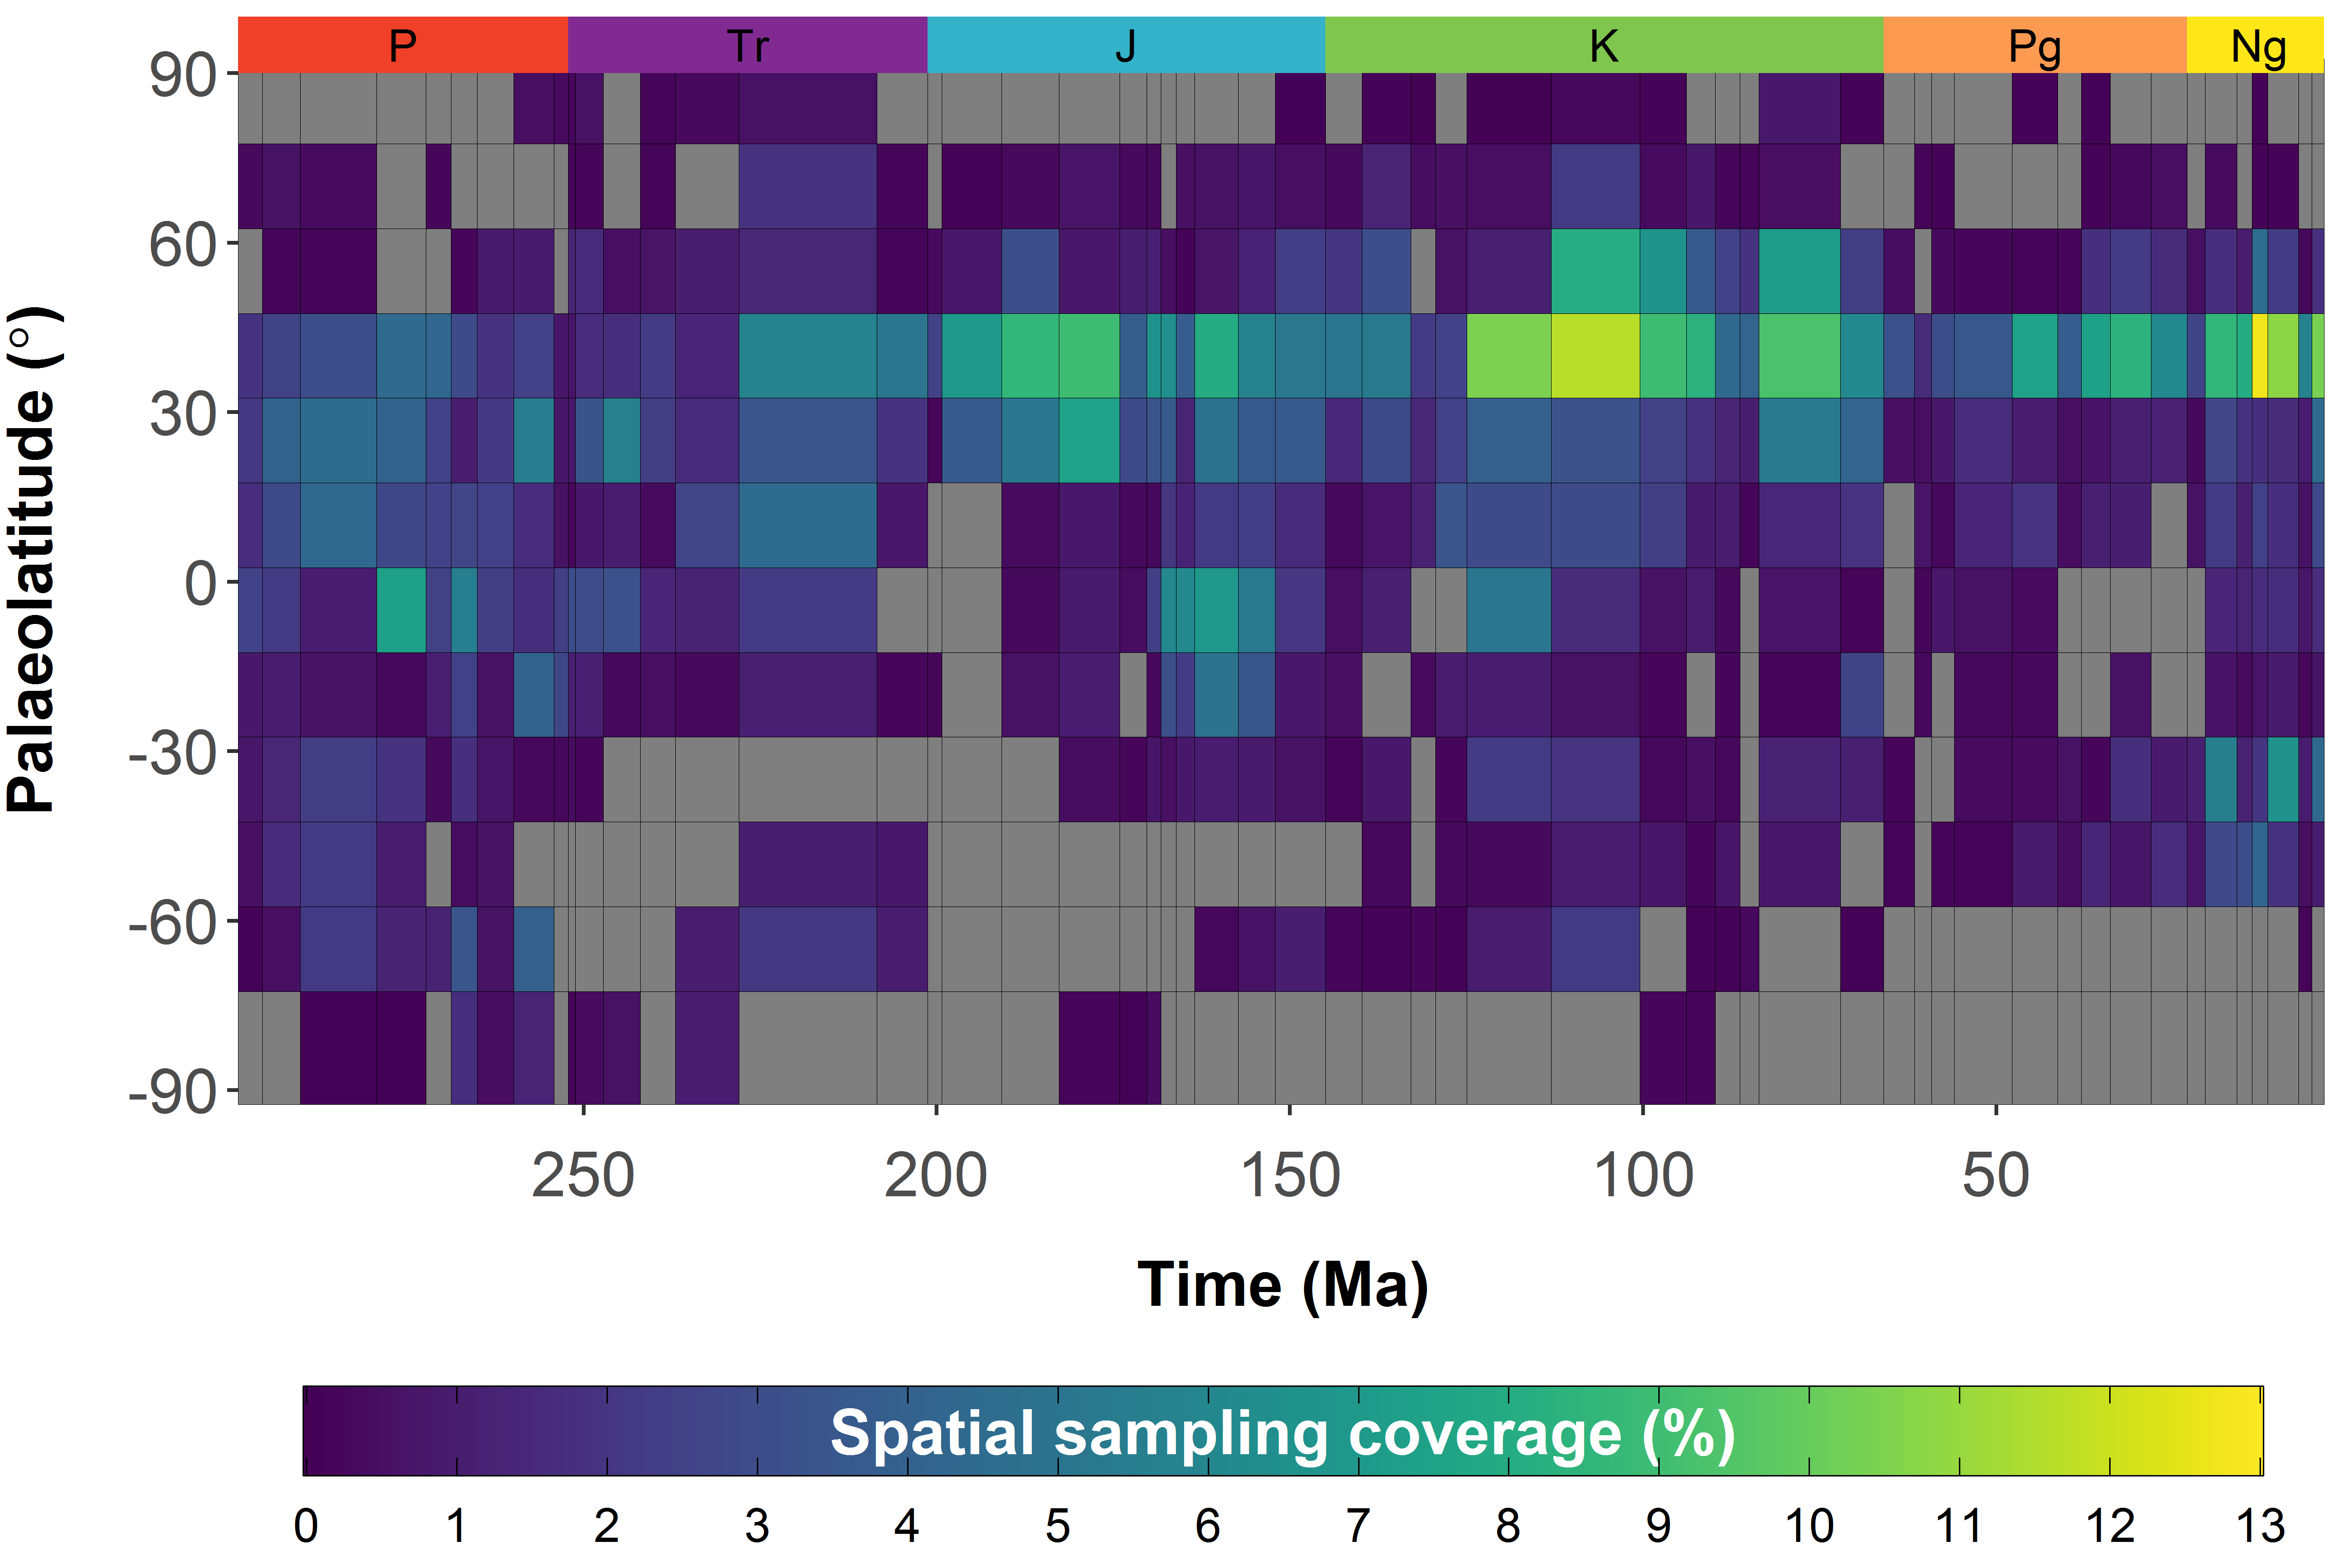 P Tr J K Pg Ng
90
60
30
0
-30
-60
-90
Palaeolatitude (°)
250 200 150 100 50
Time (Ma)
Spatial sampling coverage (%)
0 1 2 3 4 5 6 7 8 9 10 11 12 13